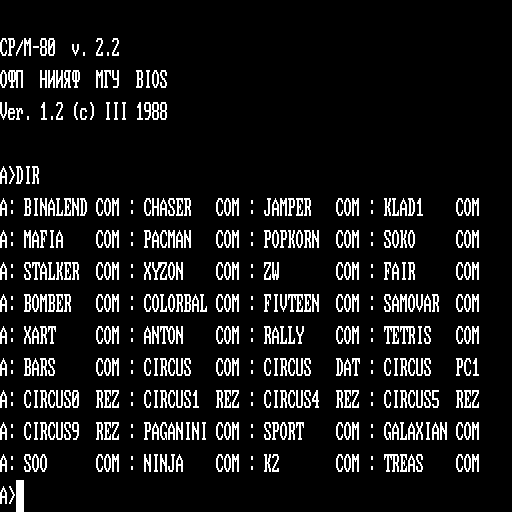 CP/M-80  v. 2.2
ОФП  НИИЯФ  МГУ  BIOS
Ver. 1.2 (c) III 1988
A>DIR
A: BINALEND COM : CHASER   COM : JAMPER   COM : KLAD1    COM
A: MAFIA    COM : PACMAN   COM : POPKORN  COM : SOKO     COM
A: STALKER  COM : XYZON    COM : ZW       COM : FAIR     COM
A: BOMBER   COM : COLORBAL COM : FIVTEEN  COM : SAMOVAR  COM
A: XART     COM : ANTON    COM : RALLY    COM : TETRIS   COM
A: BARS     COM : CIRCUS   COM : CIRCUS   DAT : CIRCUS   PC1
A: CIRCUS0  REZ : CIRCUS1  REZ : CIRCUS4  REZ : CIRCUS5  REZ
A: CIRCUS9  REZ : PAGANINI COM : SPORT    COM : GALAXIAN COM
A: SOO      COM : NINJA    COM : K2       COM : TREAS    COM
A>